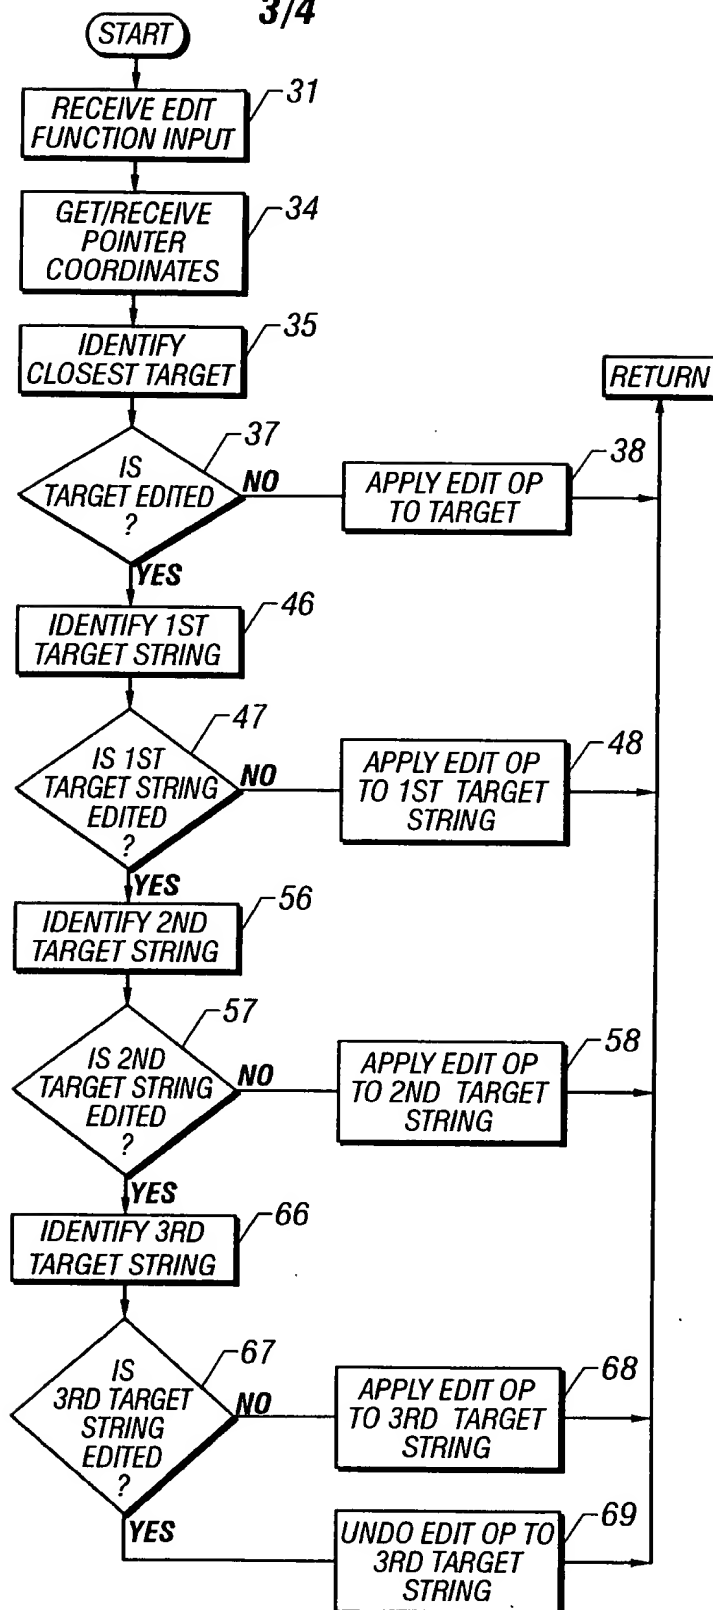 3/4
START
31
RECEIVE EDIT
FUNCTION INPUT
34
GET/RECEIVE
POINTER
COORDINATES
35
IDENTIFY
CLOSEST TARGET
RETURN
37
IS
TARGET EDITED
?
NO
38
APPLY EDIT OP
TO TARGET
YES
46
IDENTIFY 1ST
TARGET STRING
47
IS 1ST
TARGET STRING
EDITED
?
NO
48
APPLY EDIT OP
TO 1ST TARGET
STRING
YES
56
IDENTIFY 2ND
TARGET STRING
57
IS 2ND
TARGET STRING
EDITED
?
NO
58
APPLY EDIT OP
TO 2ND TARGET
STRING
YES
66
IDENTIFY 3RD
TARGET STRING
67
IS
3RD TARGET
STRING
EDITED
?
NO
68
APPLY EDIT OP
TO 3RD TARGET
STRING
YES
69
UNDO EDIT OP TO
3RD TARGET
STRING